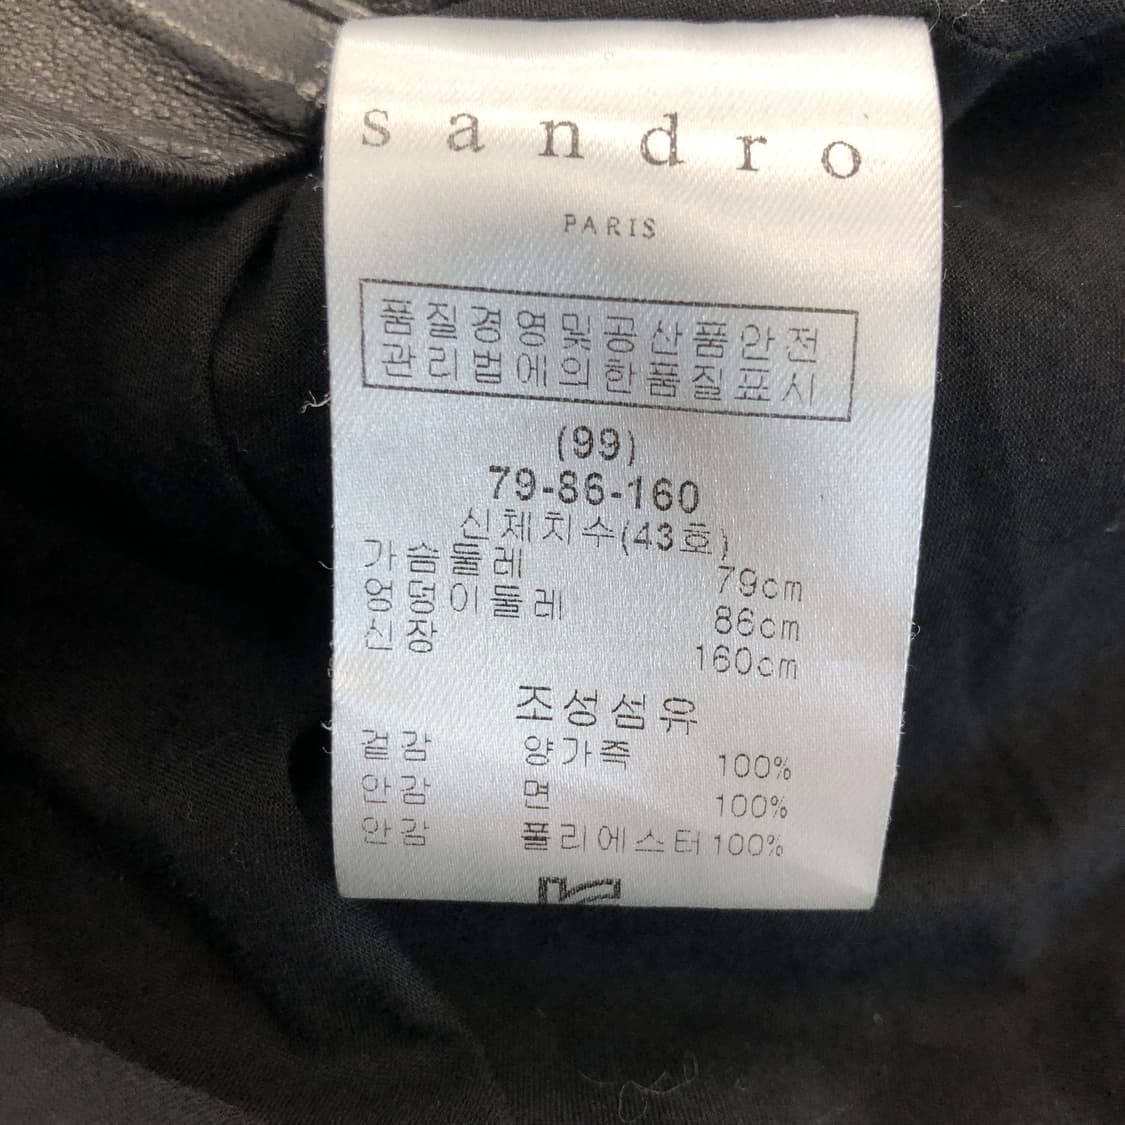 sandro
PARIS
품질경영및공산품안전
관리법에의한품질표시
(99)
79-86-160
신체치수(43호)
가슴둘레 79cm
엉덩이둘레 86cm
신장 160cm
조성섬유
겉감 양가죽 100%
안감 면 100%
안감 폴리에스터 100%